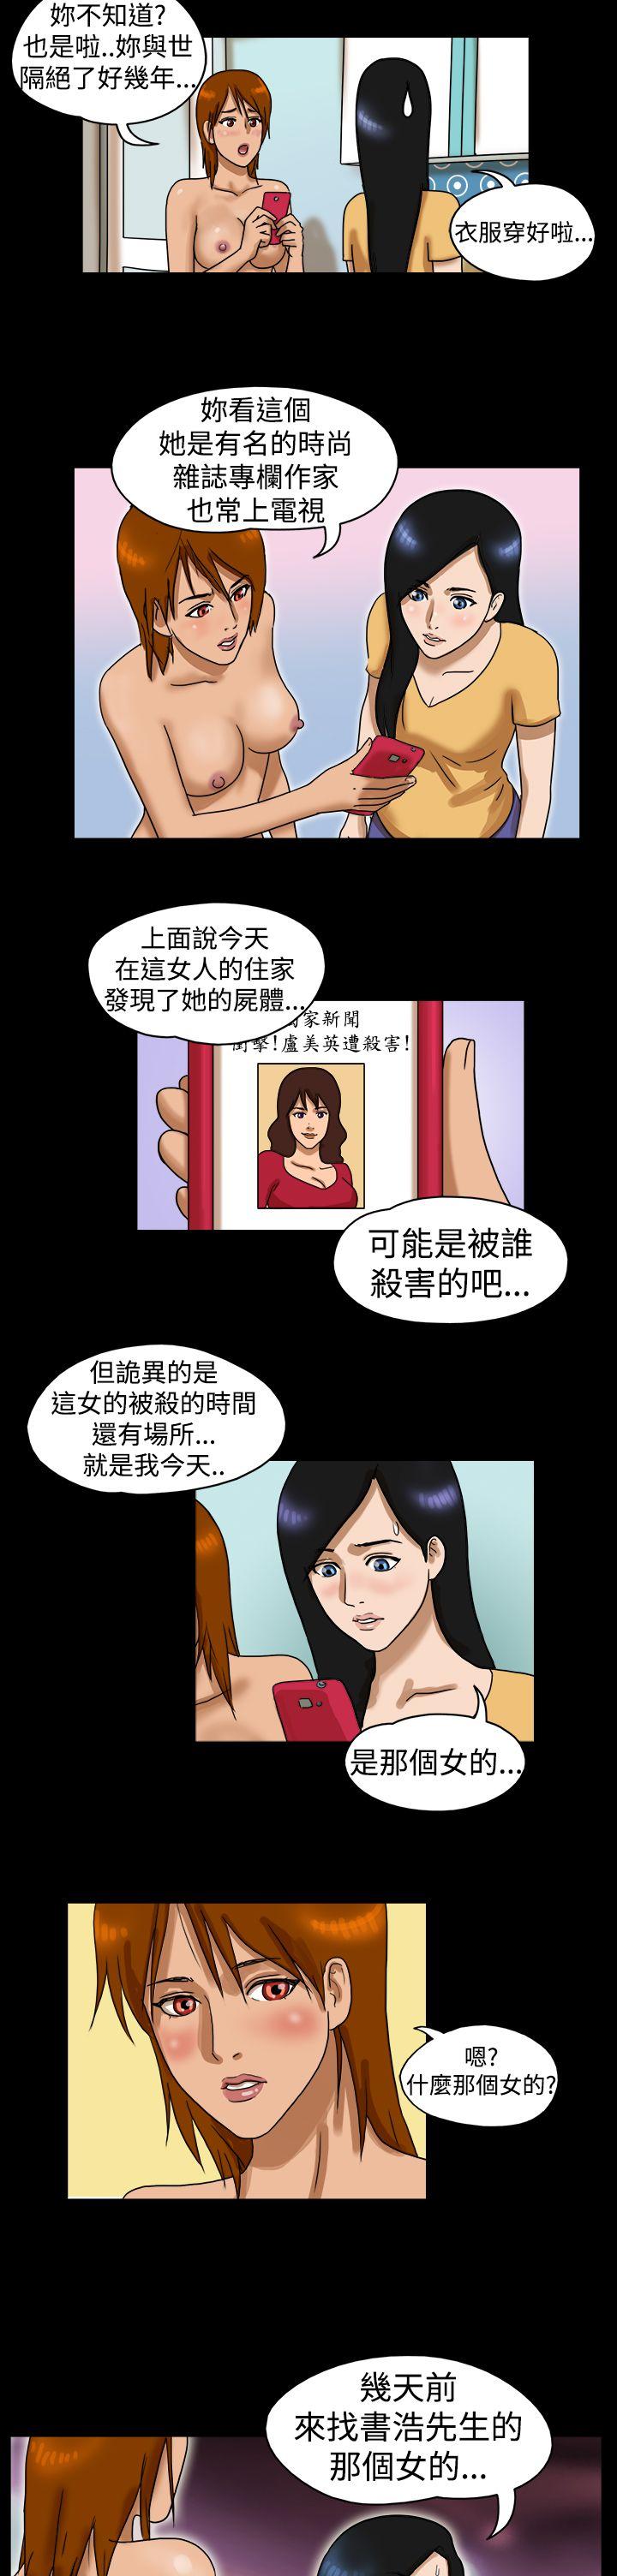 妳不知道?
也是啦..妳與世
隔絕了好幾年...
衣服穿好啦...
妳看這個
她是有名的時尚
雜誌專欄作家
也常上電視
上面說今天
在這女人的住家
發現了她的屍體...
家新聞
衝擊!盧美英遭殺害!
可能是被誰
殺害的吧...
但詭異的是
這女的被殺的時間
還有場所...
就是我今天..
是那個女的...
嗯?
什麼那個女的?
幾天前
來找書浩先生的
那個女的...